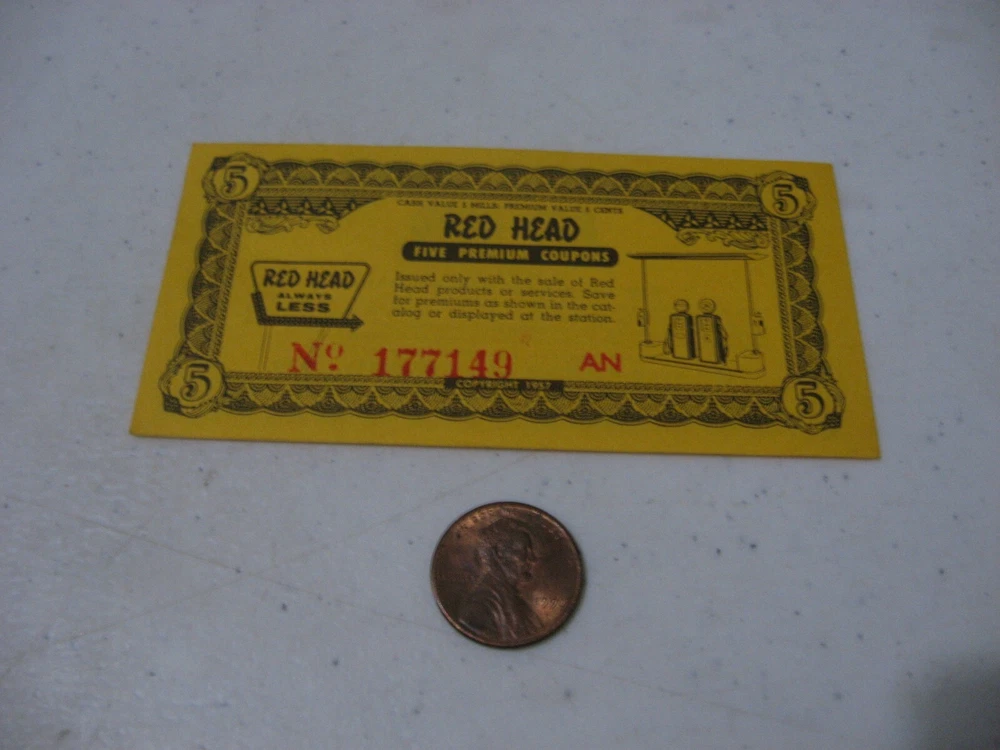 5 5
CASH VALUE 5 MILLS. PREMIUM VALUE 5 CENTS
RED HEAD
FIVE PREMIUM COUPONS
RED HEAD
ALWAYS
LESS
Issued only with the sale of Red
Head products or services. Save
for premiums as shown in the cat-
alog or displayed at the station.
Nº 177149 AN
COPYRIGHT 1957
5 5